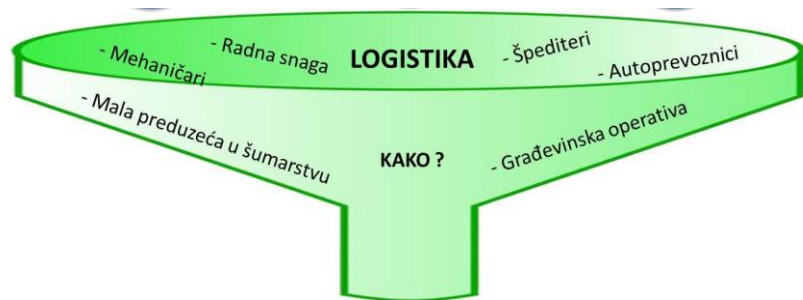 - Mehaničari
- Radna snaga
LOGISTIKA
- Špediteri
- Autoprevoznici
- Mala preduzeća u šumarstvu
KAKO ?
- Građevinska operativa